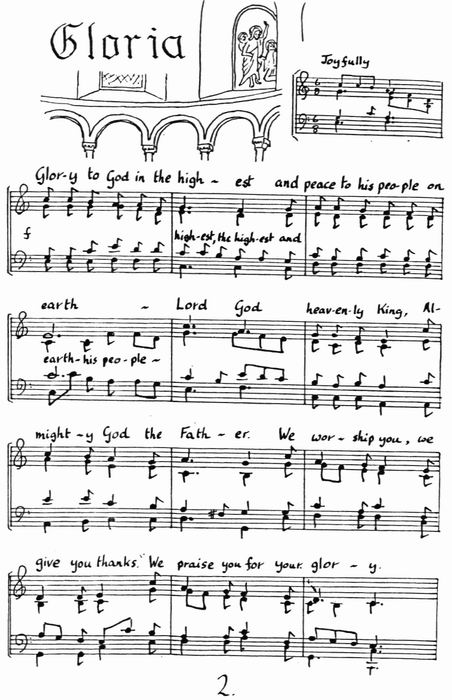 Gloria
Joyfully
Glor-y to God in the high - est and peace to his peo-ple on
f
high-est, the high-est and
earth - Lord God heav-en-ly King, Al-
earth-his peo-ple -
might-y God the Fath - er. We wor-ship you, we
give you thanks. We praise you for your glor - y.
2.